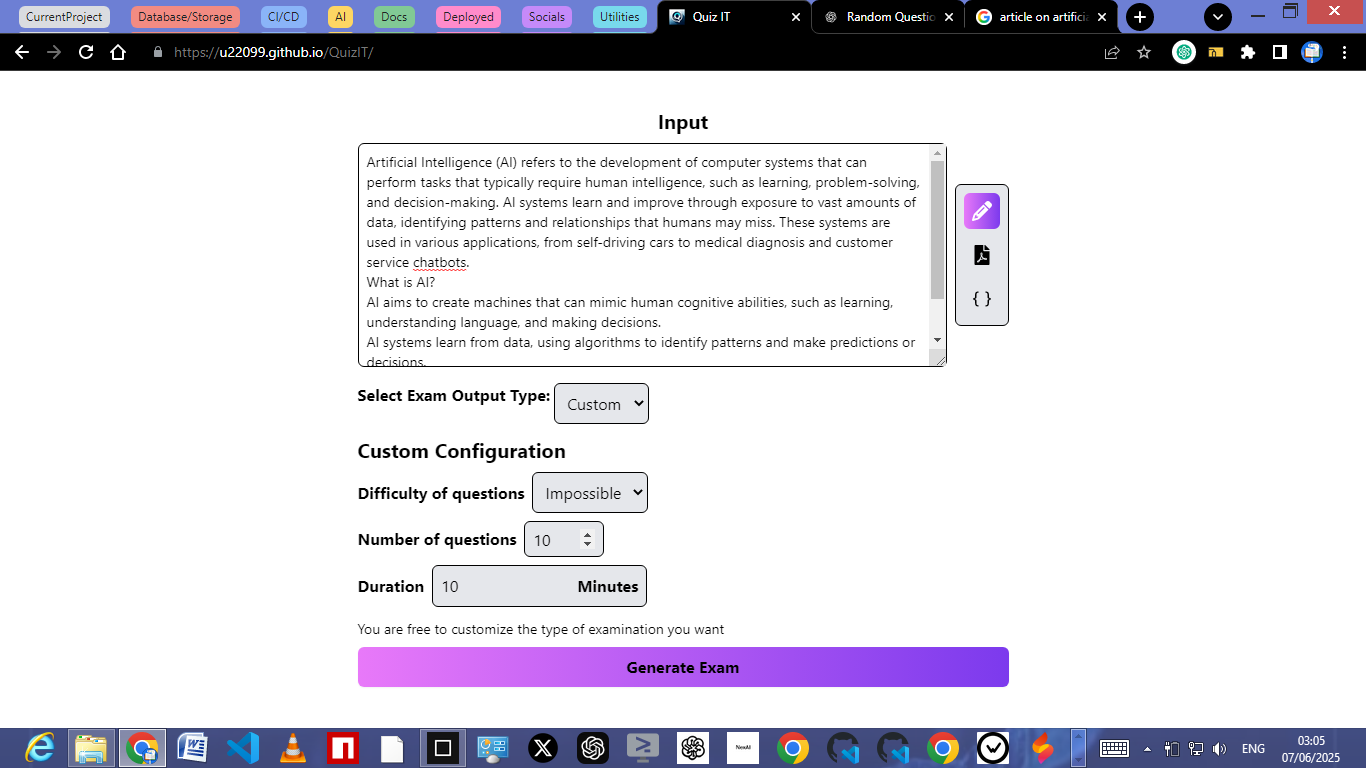 CurrentProject
Database/Storage
CI/CD
AI
Docs
Deployed
Socials
Utilities
Quiz IT
Random Questio
article on artificia
https://u22099.github.io/QuizIT/
Input
Artificial Intelligence (AI) refers to the development of computer systems that can
perform tasks that typically require human intelligence, such as learning, problem-solving,
and decision-making. AI systems learn and improve through exposure to vast amounts of
data, identifying patterns and relationships that humans may miss. These systems are
used in various applications, from self-driving cars to medical diagnosis and customer
service chatbots.
What is AI?
AI aims to create machines that can mimic human cognitive abilities, such as learning,
understanding language, and making decisions.
AI systems learn from data, using algorithms to identify patterns and make predictions or
decisions.
{ }
Select Exam Output Type: Custom
Custom Configuration
Difficulty of questions Impossible
Number of questions 10
Duration 10 Minutes
You are free to customize the type of examination you want
Generate Exam
NexAI
ENG
03:05
07/06/2025